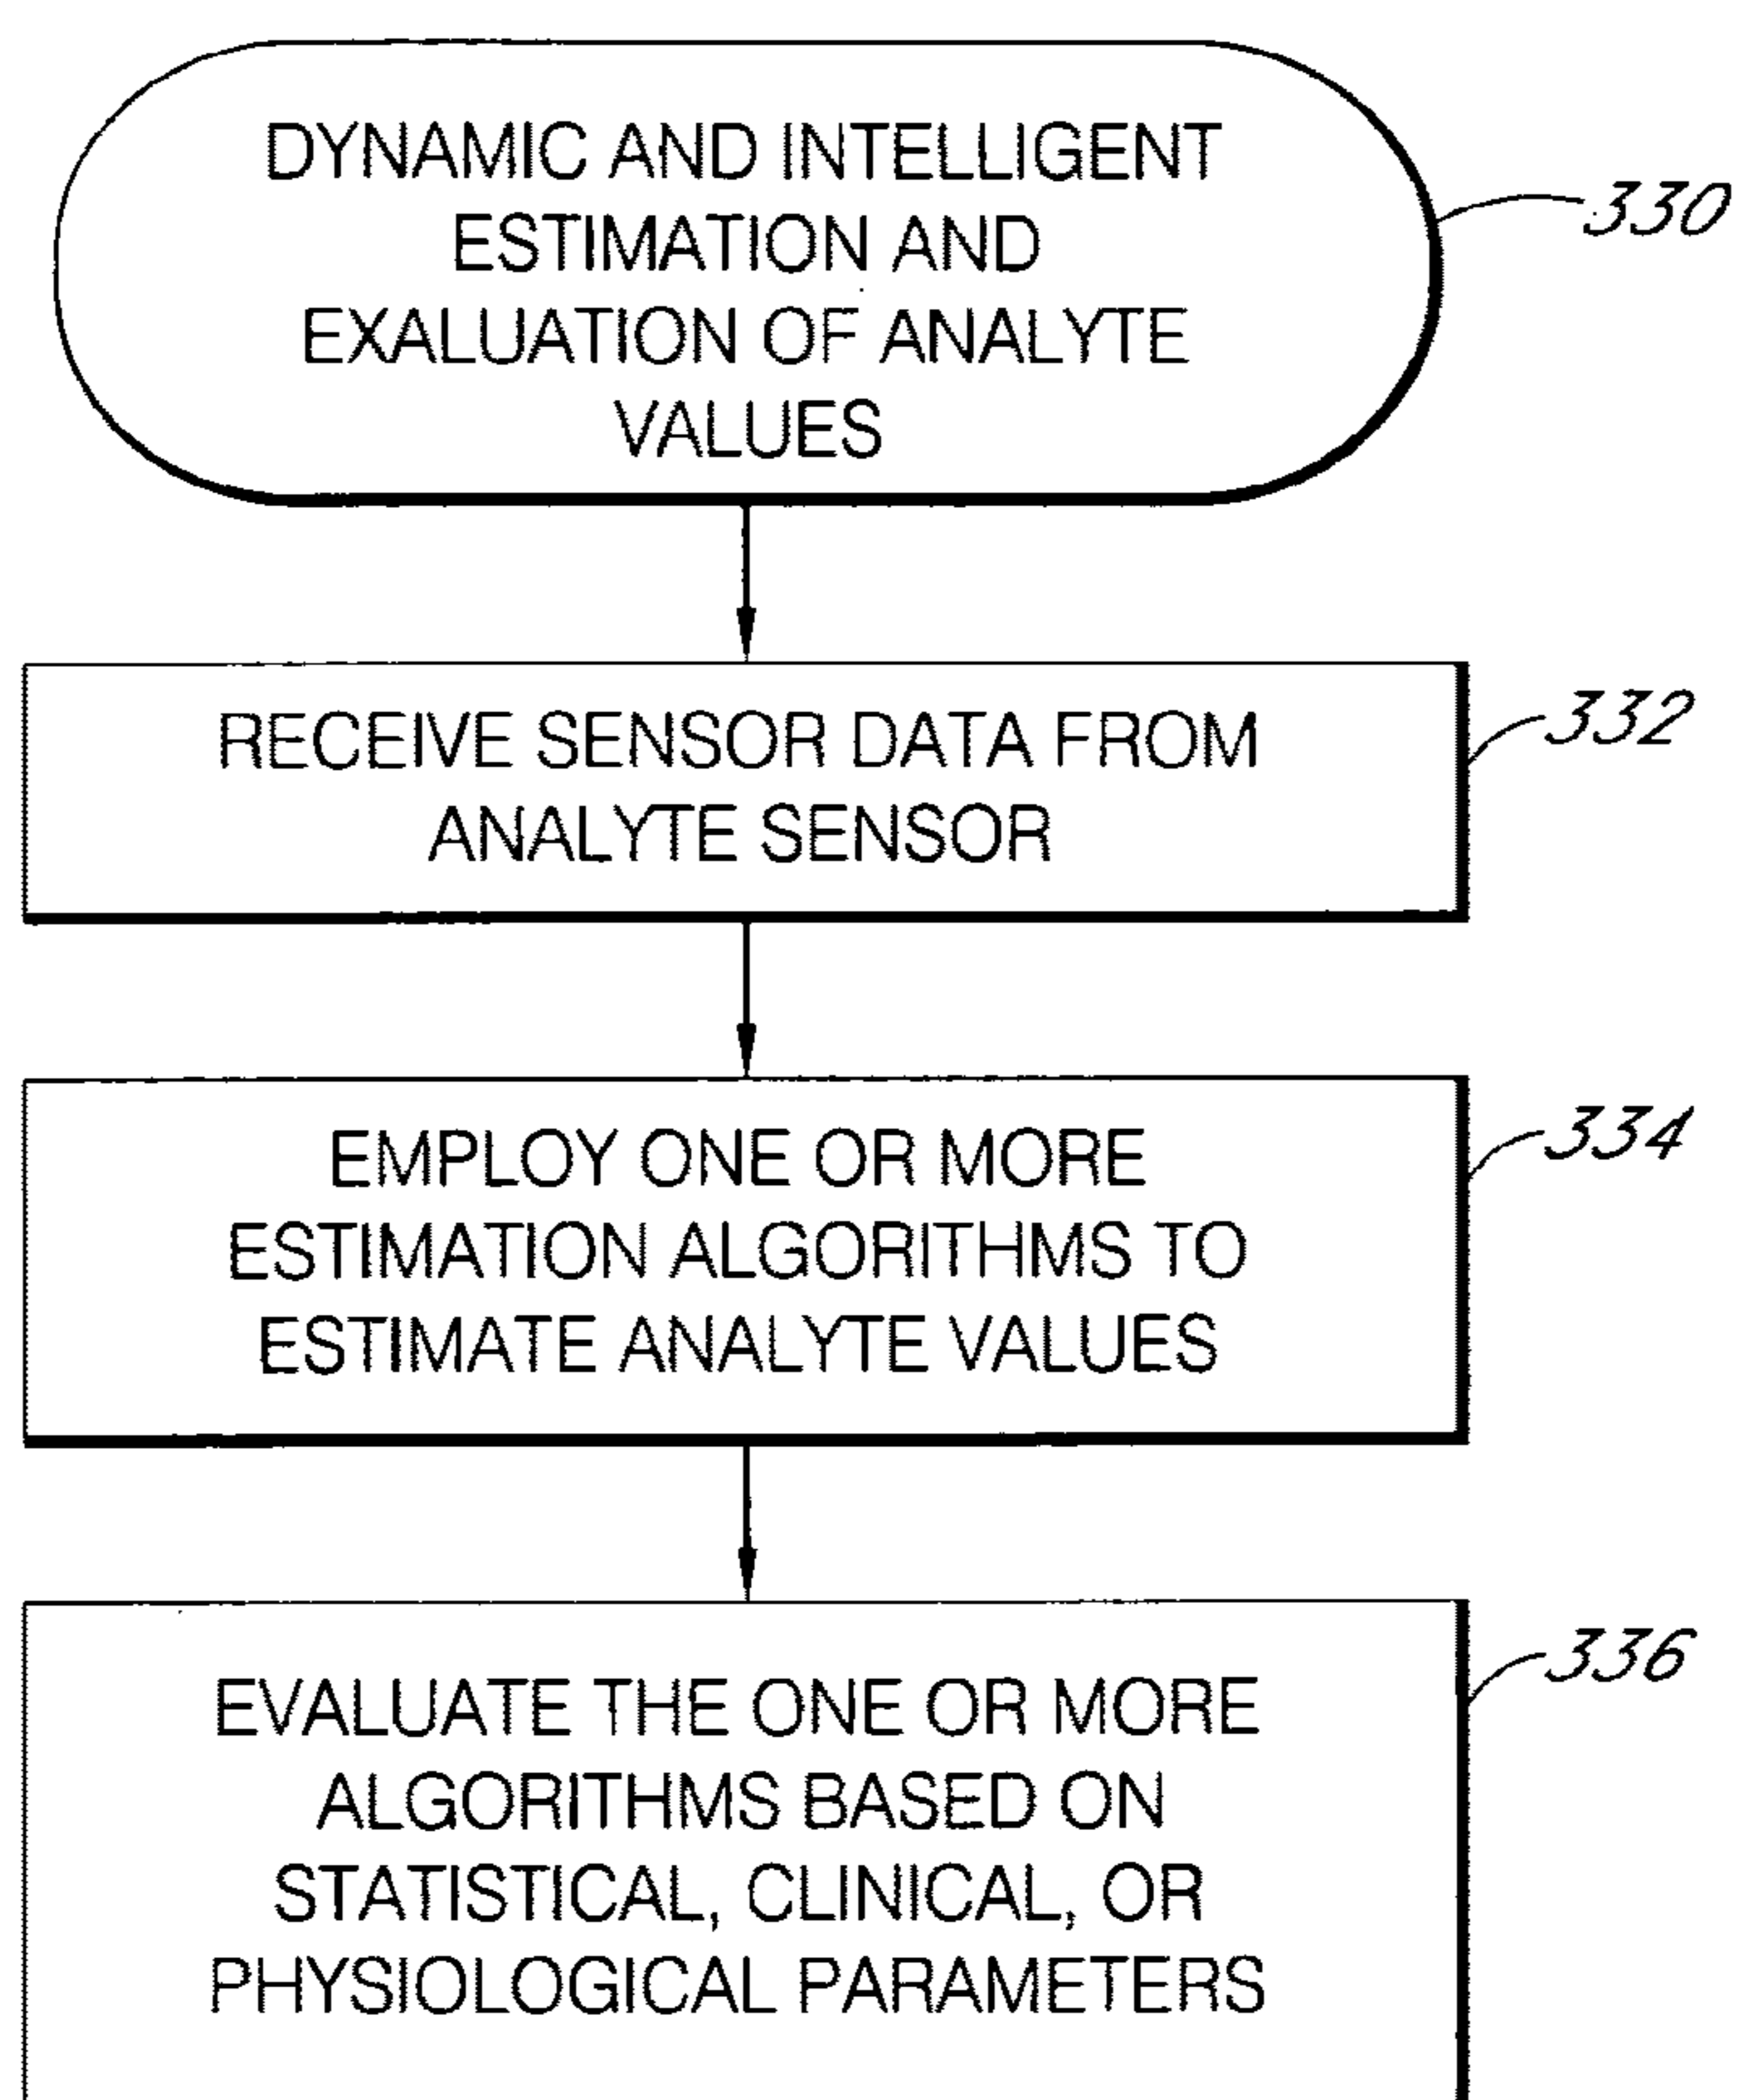 DYNAMIC AND INTELLIGENT
ESTIMATION AND
EXALUATION OF ANALYTE
VALUES
330
RECEIVE SENSOR DATA FROM
ANALYTE SENSOR
332
EMPLOY ONE OR MORE
ESTIMATION ALGORITHMS TO
ESTIMATE ANALYTE VALUES
334
EVALUATE THE ONE OR MORE
ALGORITHMS BASED ON
STATISTICAL, CLINICAL, OR
PHYSIOLOGICAL PARAMETERS
336